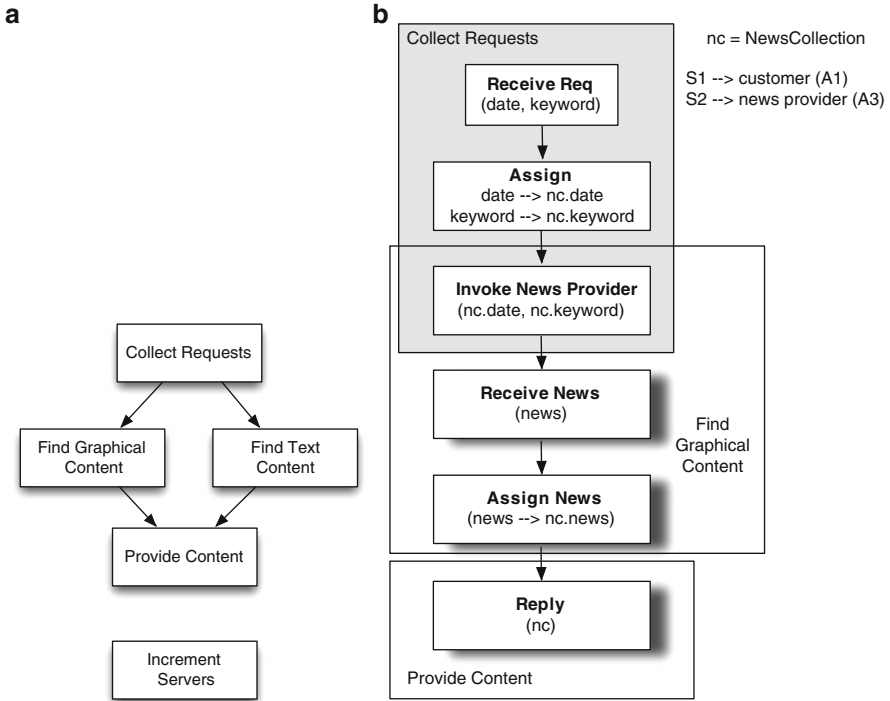 a
Collect Requests
Find Graphical
Content
Find Text
Content
Provide Content
Increment
Servers
b
Collect Requests
nc = NewsCollection
S1 --> customer (A1)
S2 --> news provider (A3)
Receive Req
(date, keyword)
Assign
date --> nc.date
keyword --> nc.keyword
Invoke News Provider
(nc.date, nc.keyword)
Receive News
(news)
Find
Graphical
Content
Assign News
(news --> nc.news)
Reply
(nc)
Provide Content